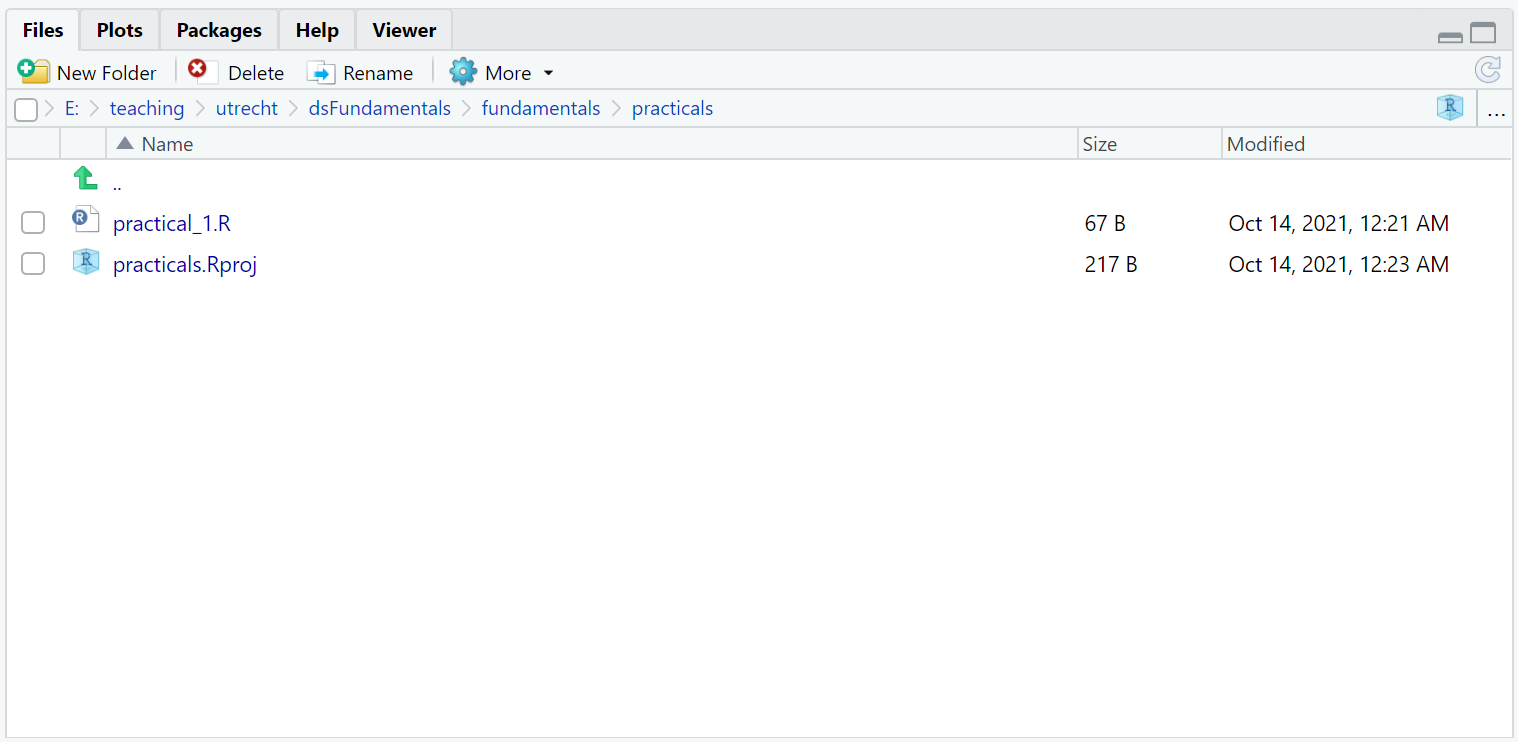 Files Plots Packages Help Viewer
New Folder Delete Rename More
E: teaching utrecht dsFundamentals fundamentals practicals R ...
Name Size Modified
..
R practical_1.R 67 B Oct 14, 2021, 12:21 AM
R practicals.Rproj 217 B Oct 14, 2021, 12:23 AM